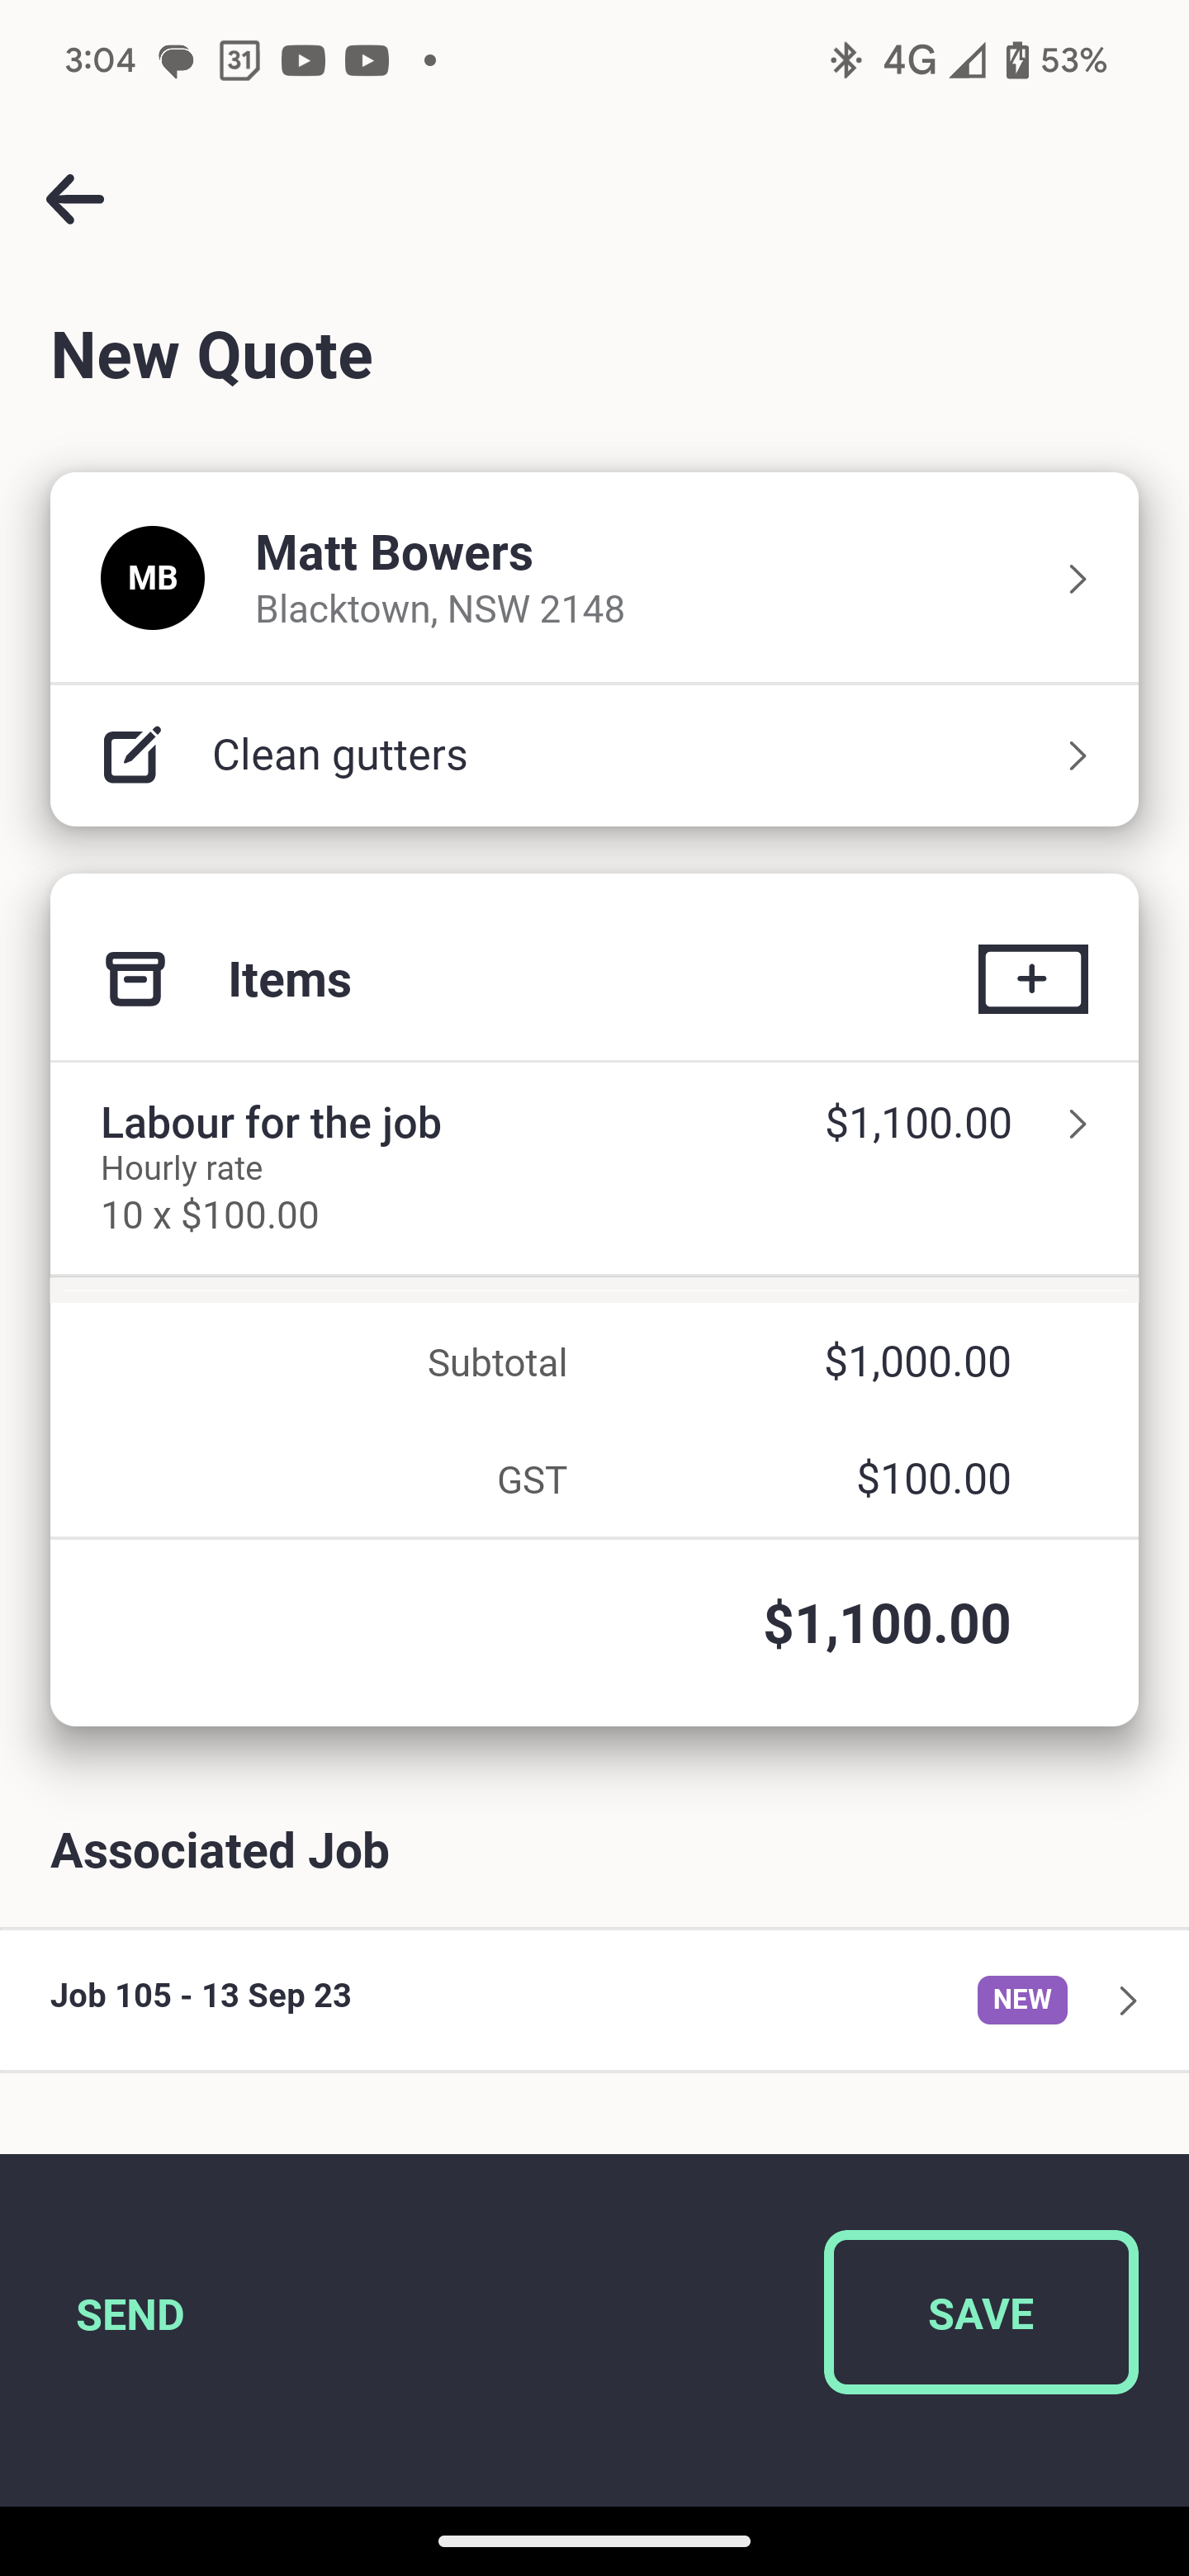 3:04 31 4G 53%
New Quote
MB
Matt Bowers
Blacktown, NSW 2148
Clean gutters
Items +
Labour for the job $1,100.00
Hourly rate
10 x $100.00
Subtotal $1,000.00
GST $100.00
$1,100.00
Associated Job
Job 105 - 13 Sep 23 NEW
SEND SAVE